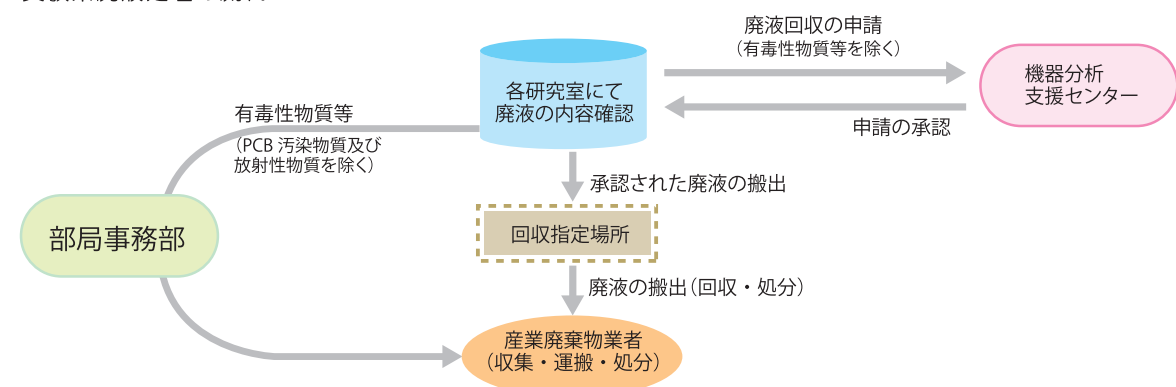 廃液回収の申請
（有毒性物質等を除く）
各研究室にて
廃液の内容確認
機器分析
支援センター
申請の承認
有毒性物質等
（PCB 汚染物質及び
放射性物質を除く）
承認された廃液の搬出
部局事務部
回収指定場所
廃液の搬出（回収・処分）
産業廃棄物業者
（収集・運搬・処分）